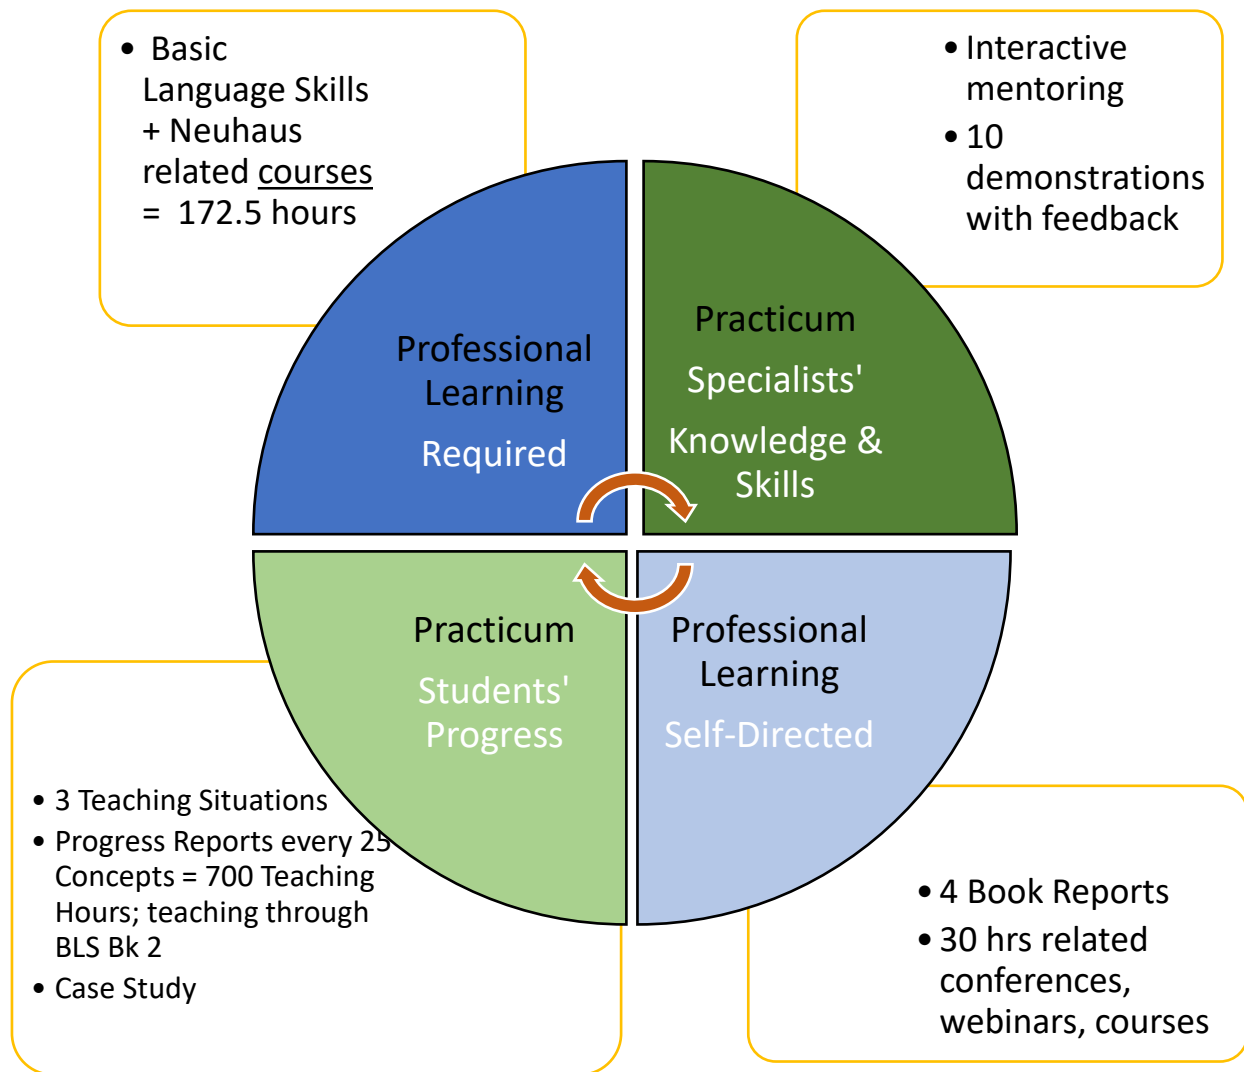 • Basic
Language Skills
+ Neuhaus
related courses
= 172.5 hours
• Interactive
mentoring
• 10
demonstrations
with feedback
Professional
Learning
Required
Practicum
Specialists'
Knowledge &
Skills
Practicum
Students'
Progress
Professional
Learning
Self-Directed
• 3 Teaching Situations
• Progress Reports every 25
Concepts = 700 Teaching
Hours; teaching through
BLS Bk 2
• Case Study
• 4 Book Reports
• 30 hrs related
conferences,
webinars, courses